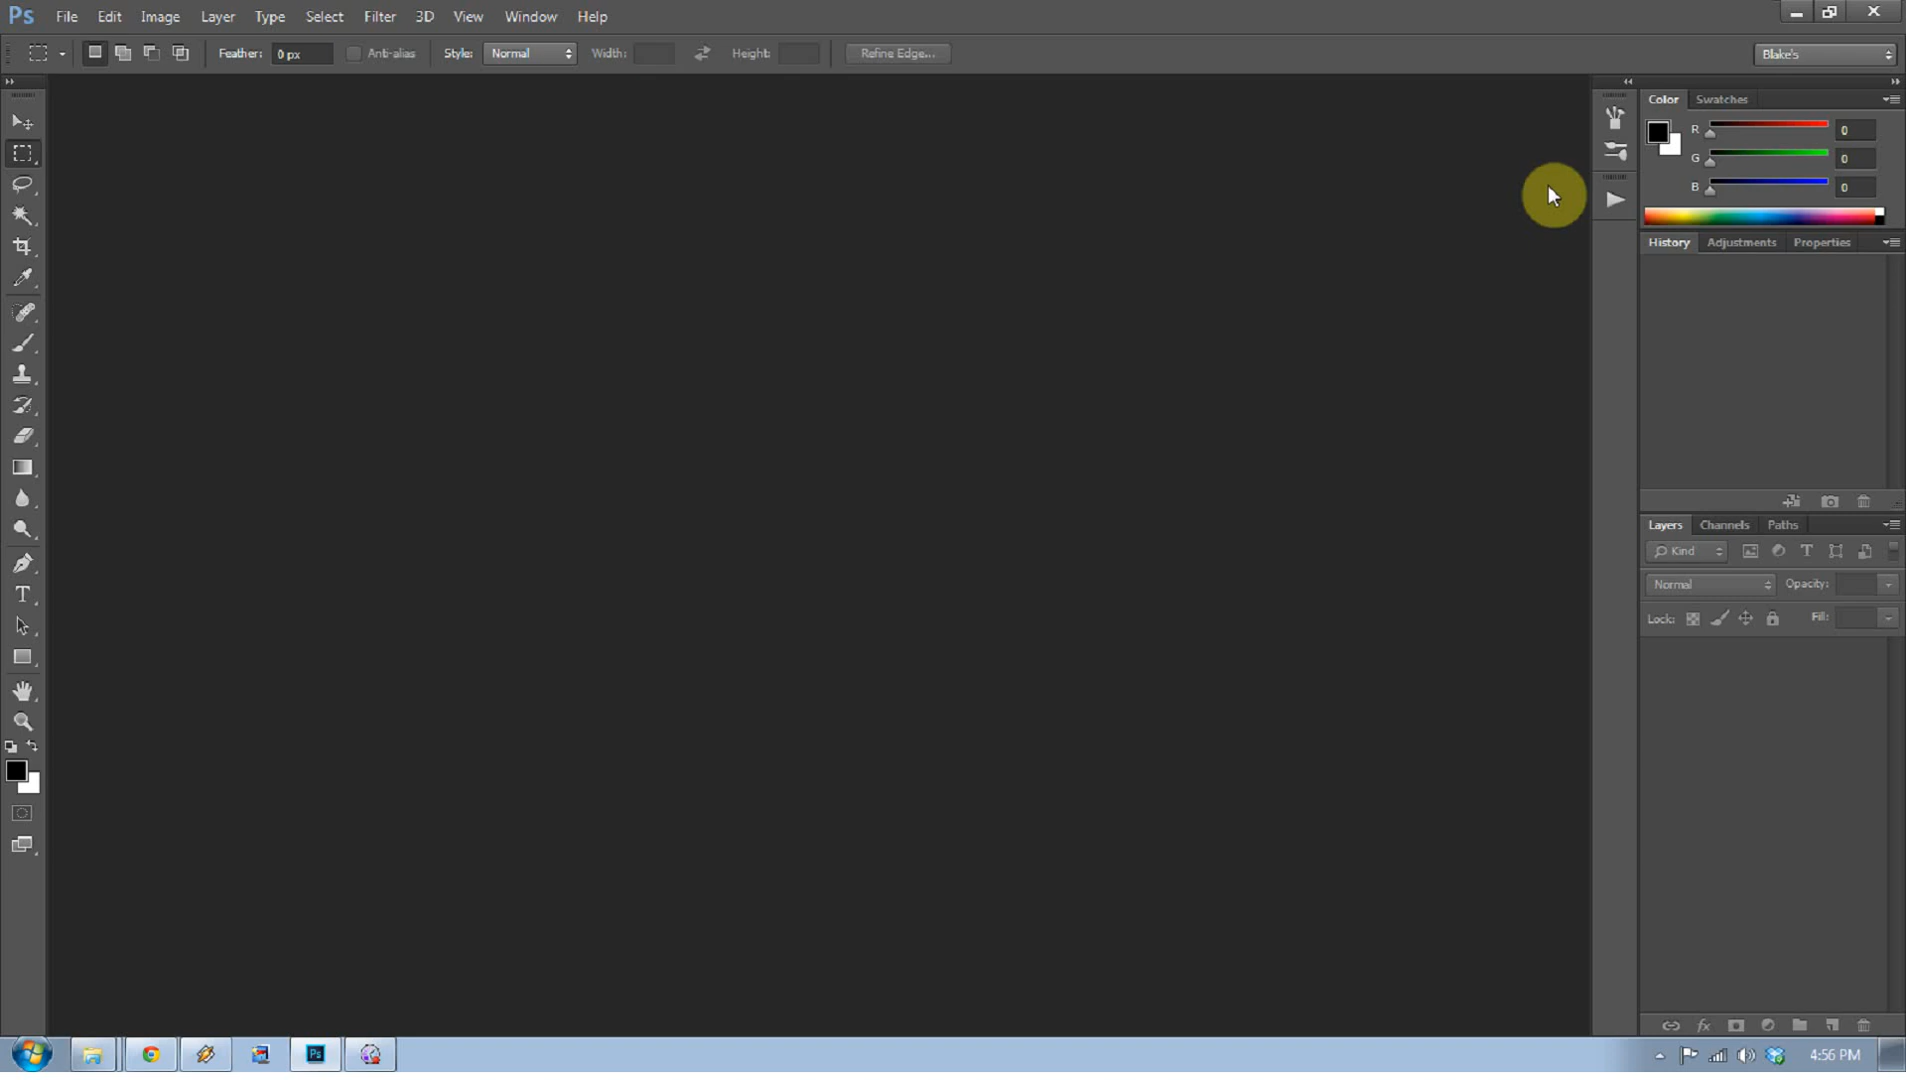 Ps File Edit Image Layer Type Select Filter 3D View Window Help
Feather: 0 px Anti-alias Style: Normal Width: Height: Refine Edge... Blake's
Color Swatches
R 0
G 0
B 0
History Adjustments Properties
Layers Channels Paths
Kind T
Normal Opacity:
Lock: Fill:
T
fx
Ps 4:56 PM